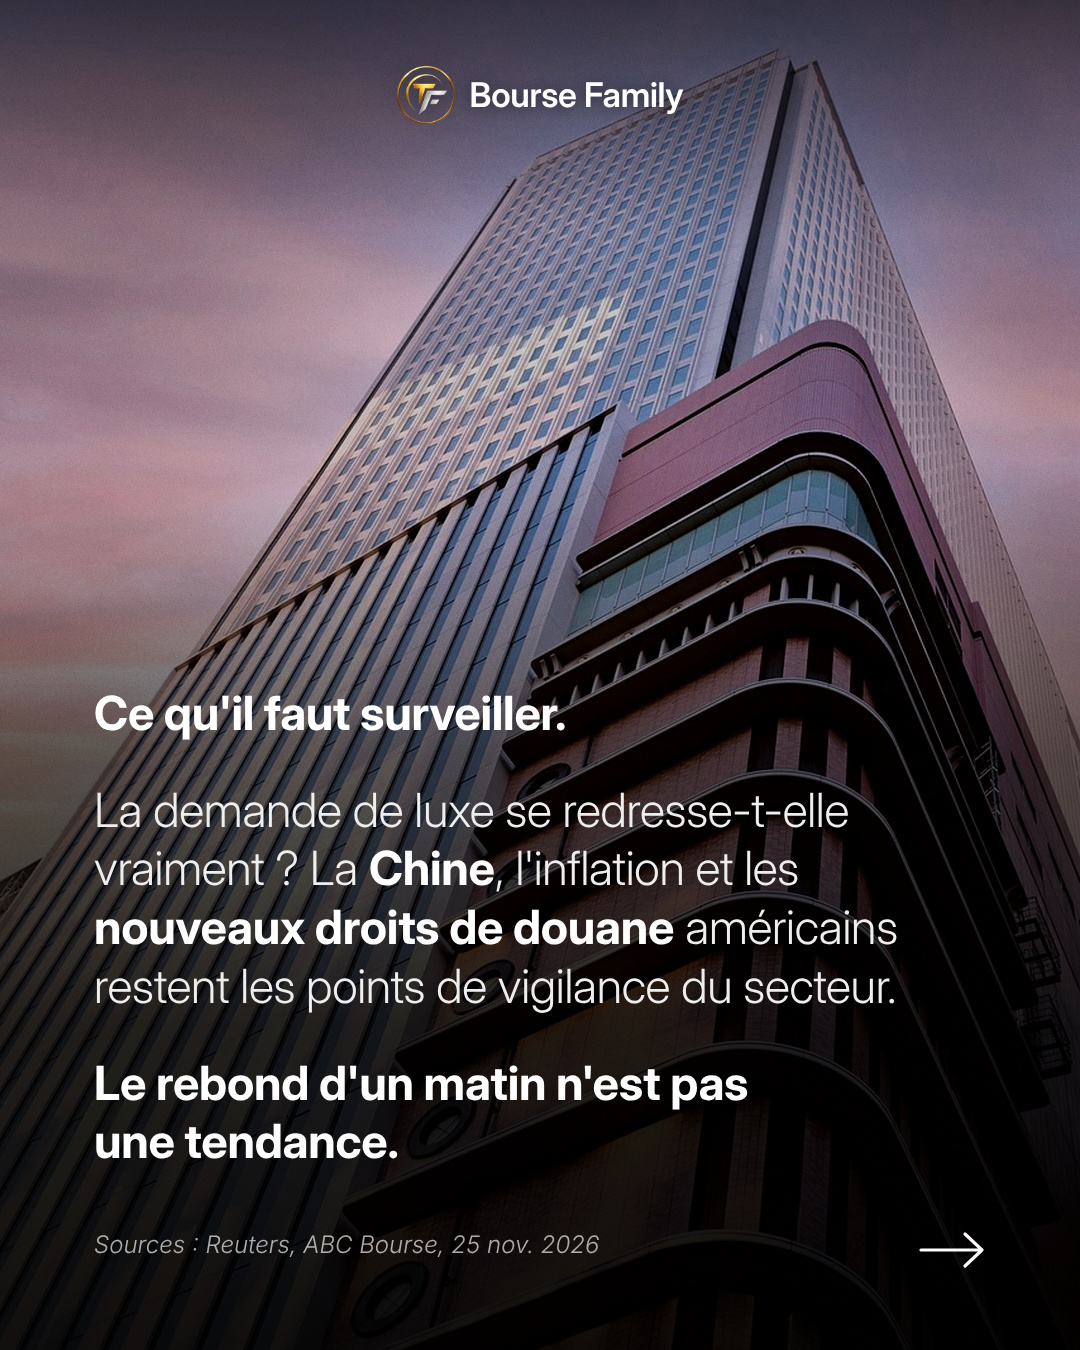 TF
Bourse Family
Ce qu'il faut surveiller.
La demande de luxe se redresse-t-elle
vraiment ? La Chine, l'inflation et les
nouveaux droits de douane américains
restent les points de vigilance du secteur.
Le rebond d'un matin n'est pas
une tendance.
Sources : Reuters, ABC Bourse, 25 nov. 2026